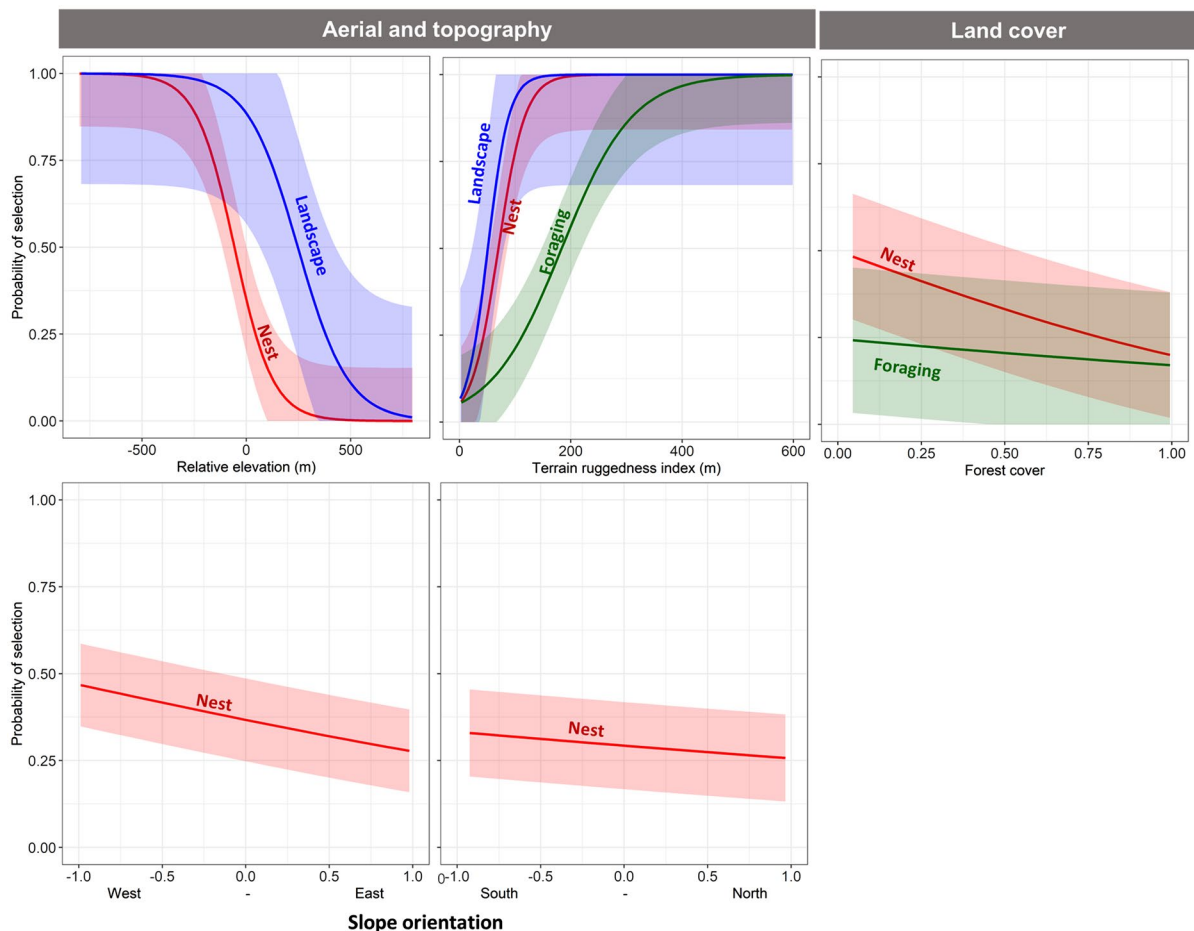 Aerial and topography
Land cover
Probability of selection
1.00
0.75
0.50
0.25
0.00
Landscape
Nest
-500
0
500
Relative elevation (m)
Landscape
Nest
Foraging
0
200
400
600
Terrain ruggedness index (m)
Nest
Foraging
0.00
0.25
0.50
0.75
1.00
Forest cover
Probability of selection
1.00
0.75
0.50
0.25
0.00
Nest
-1.0
-0.5
0.0
0.5
1.0
West
-
East
Nest
0-1.0
-0.5
0.0
0.5
1.0
South
-
North
Slope orientation